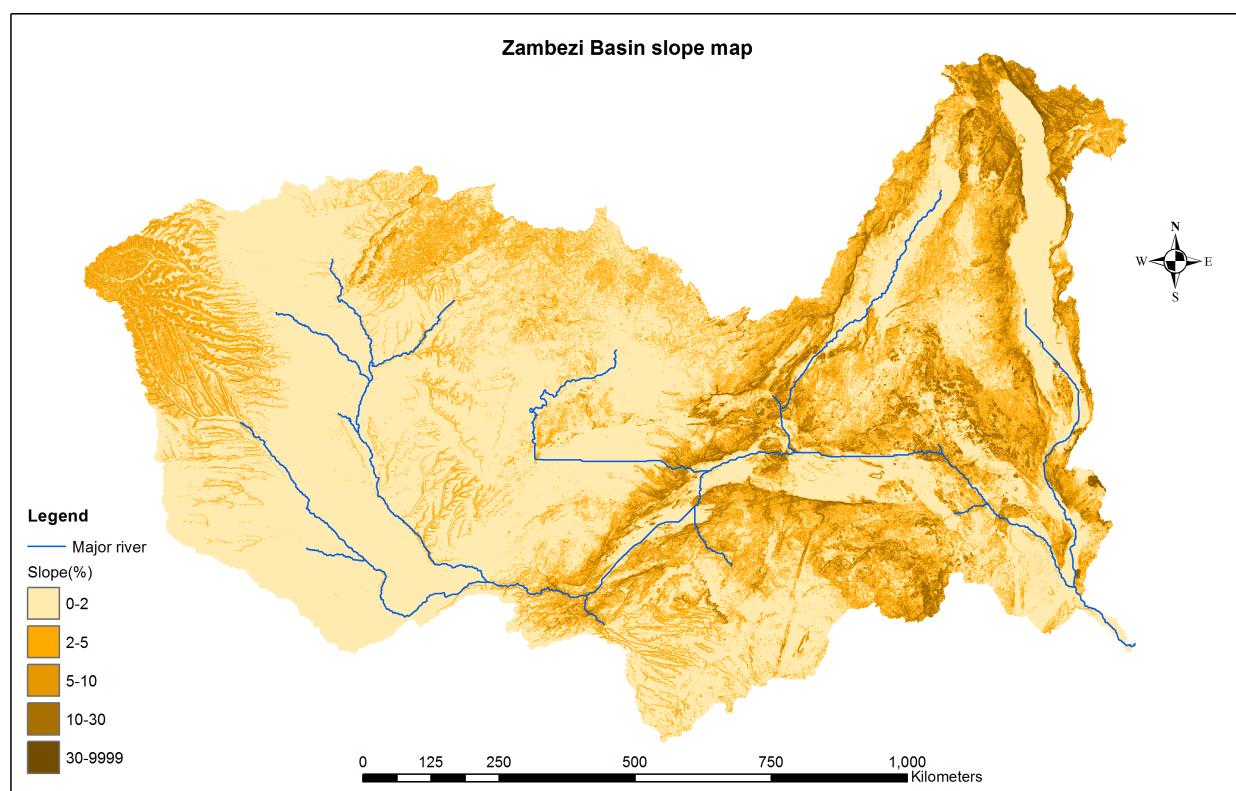 Zambezi Basin slope map
N
W E
S
Legend
Major river
Slope(%)
0-2
2-5
5-10
10-30
30-9999
0 125 250 500 750 1,000
Kilometers